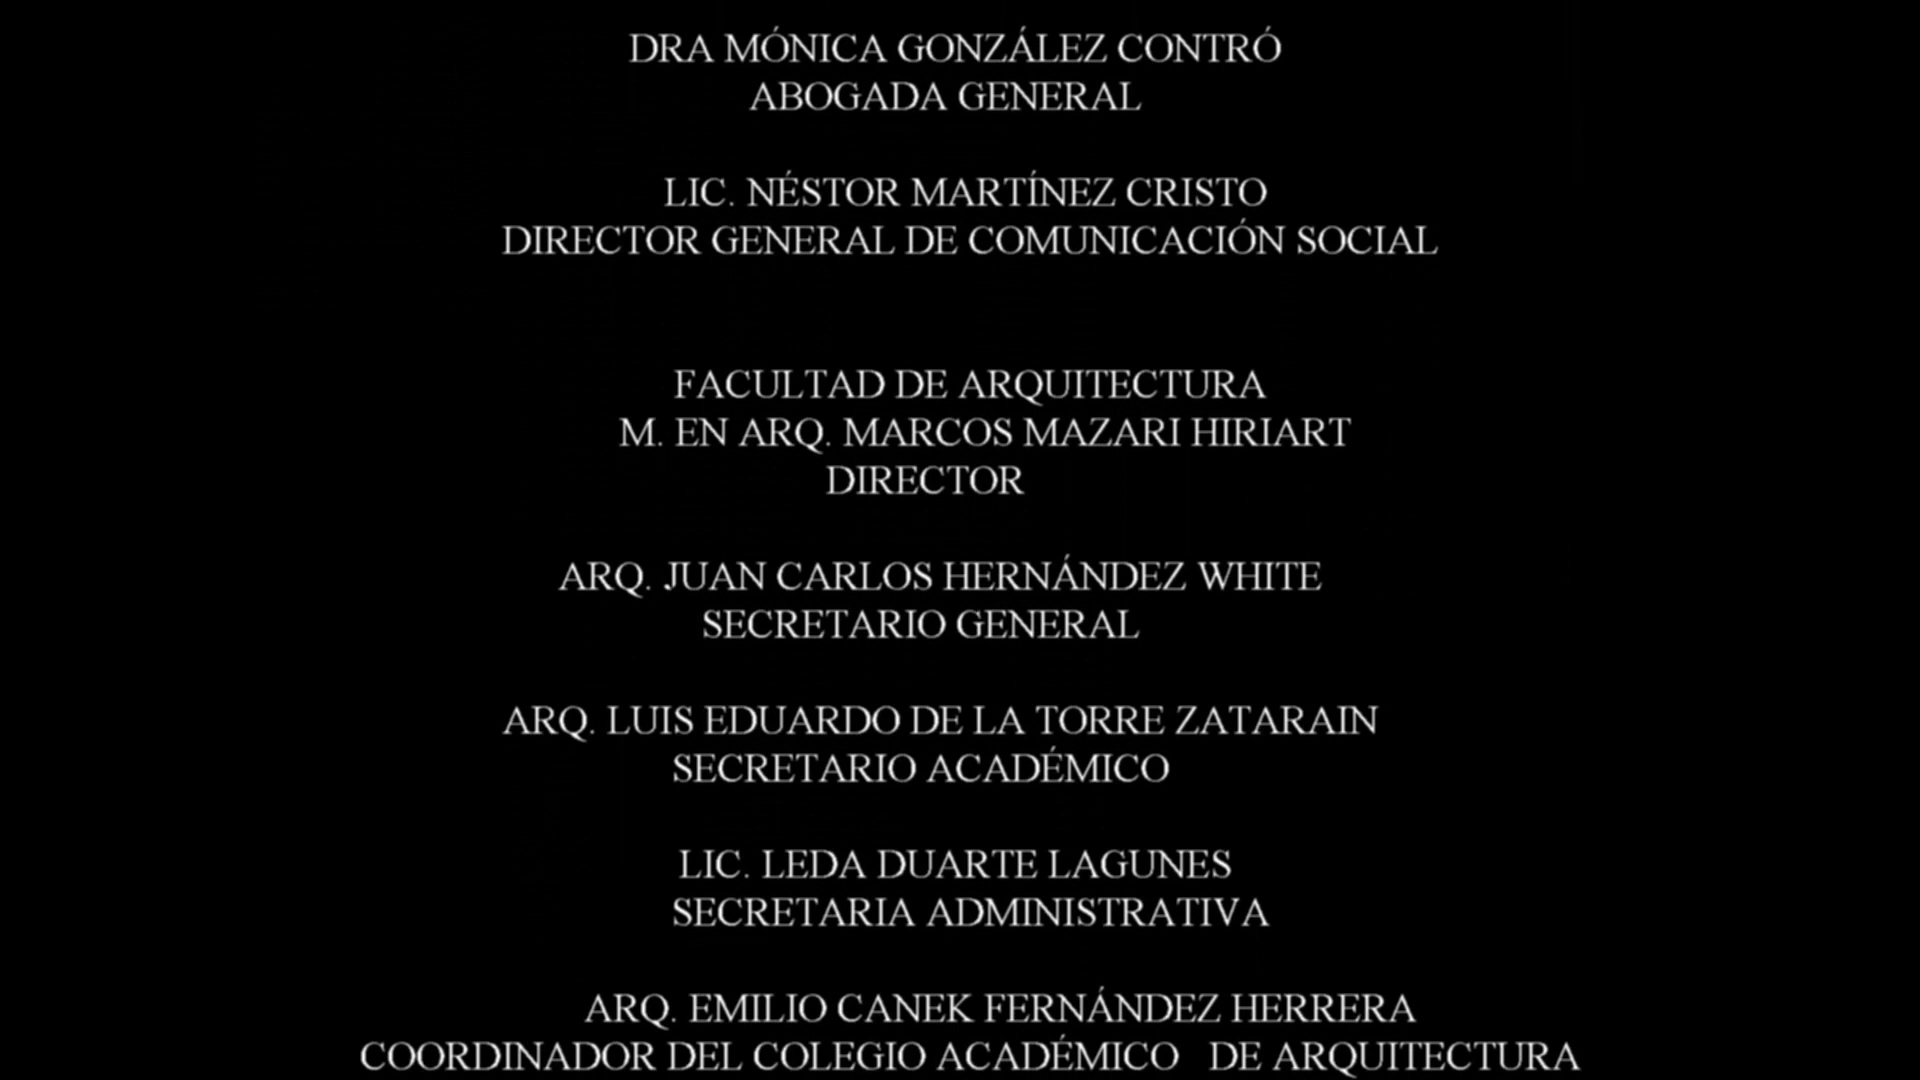 DRA MÓNICA GONZÁLEZ CONTRÓ
ABOGADA GENERAL
LIC. NÉSTOR MARTÍNEZ CRISTO
DIRECTOR GENERAL DE COMUNICACIÓN SOCIAL
FACULTAD DE ARQUITECTURA
M. EN ARQ. MARCOS MAZARI HIRIART
DIRECTOR
ARQ. JUAN CARLOS HERNÁNDEZ WHITE
SECRETARIO GENERAL
ARQ. LUIS EDUARDO DE LA TORRE ZATARAIN
SECRETARIO ACADÉMICO
LIC. LEDA DUARTE LAGUNES
SECRETARIA ADMINISTRATIVA
ARQ. EMILIO CANEK FERNÁNDEZ HERRERA
COORDINADOR DEL COLEGIO ACADÉMICO DE ARQUITECTURA